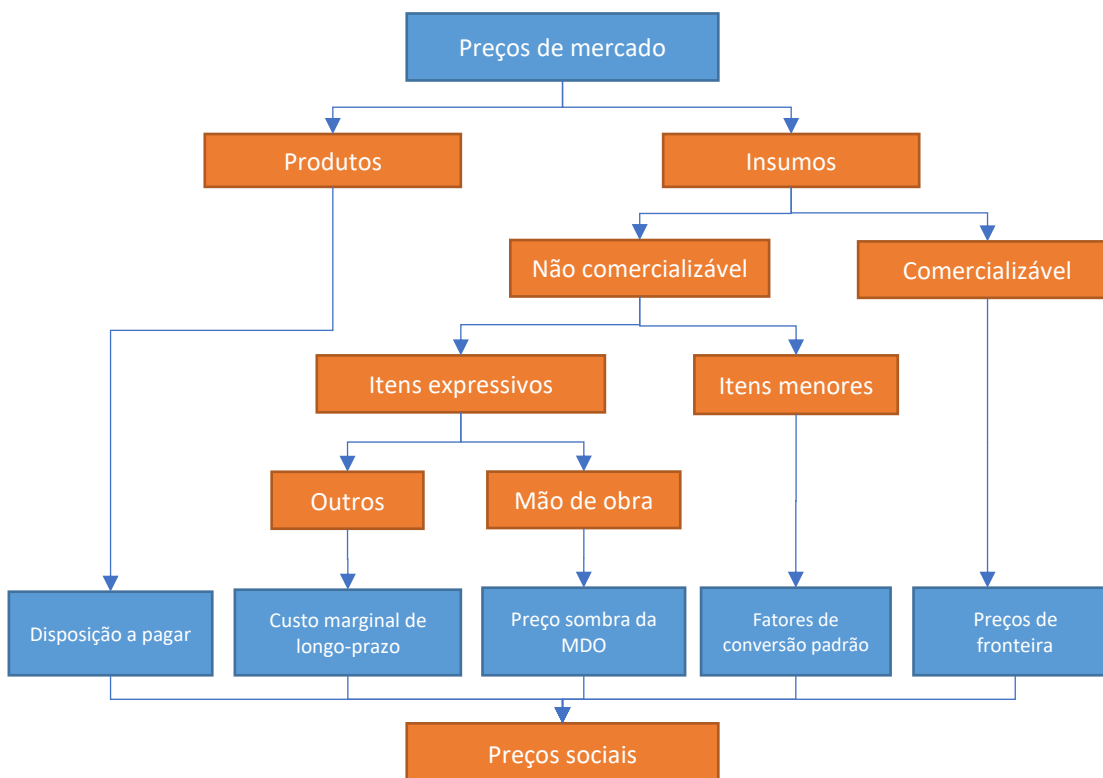 Preços de mercado
Produtos
Insumos
Não comercializável
Comercializável
Itens expressivos
Itens menores
Outros
Mão de obra
Disposição a pagar
Custo marginal de
longo-prazo
Preço sombra da
MDO
Fatores de
conversão padrão
Preços de
fronteira
Preços sociais